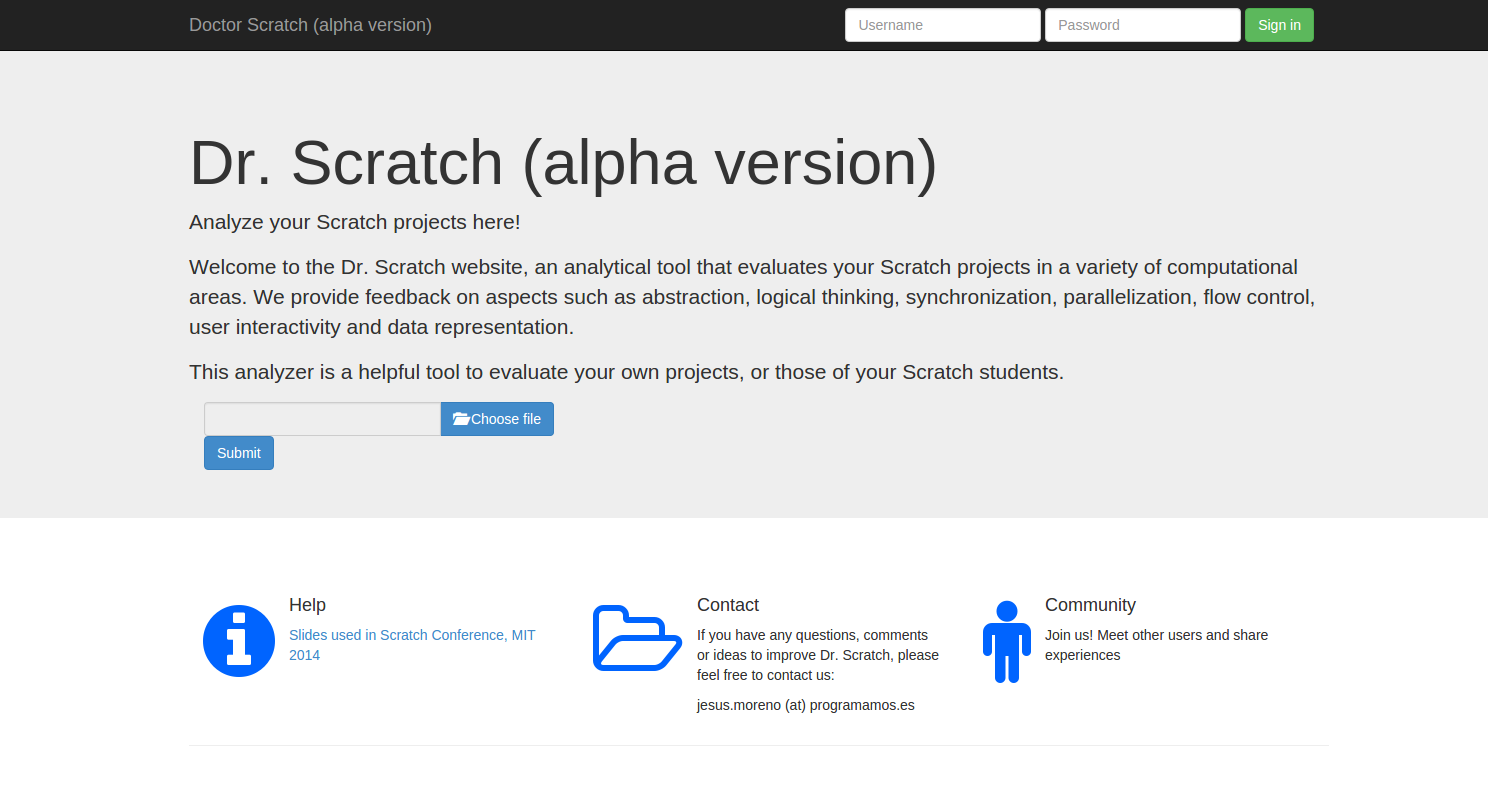 Doctor Scratch (alpha version)
Username
Password
Sign in
Dr. Scratch (alpha version)
Analyze your Scratch projects here!
Welcome to the Dr. Scratch website, an analytical tool that evaluates your Scratch projects in a variety of computational
areas. We provide feedback on aspects such as abstraction, logical thinking, synchronization, parallelization, flow control,
user interactivity and data representation.
This analyzer is a helpful tool to evaluate your own projects, or those of your Scratch students.
Choose file
Submit
Help
Slides used in Scratch Conference, MIT
2014
Contact
If you have any questions, comments
or ideas to improve Dr. Scratch, please
feel free to contact us:
jesus.moreno (at) programamos.es
Community
Join us! Meet other users and share
experiences